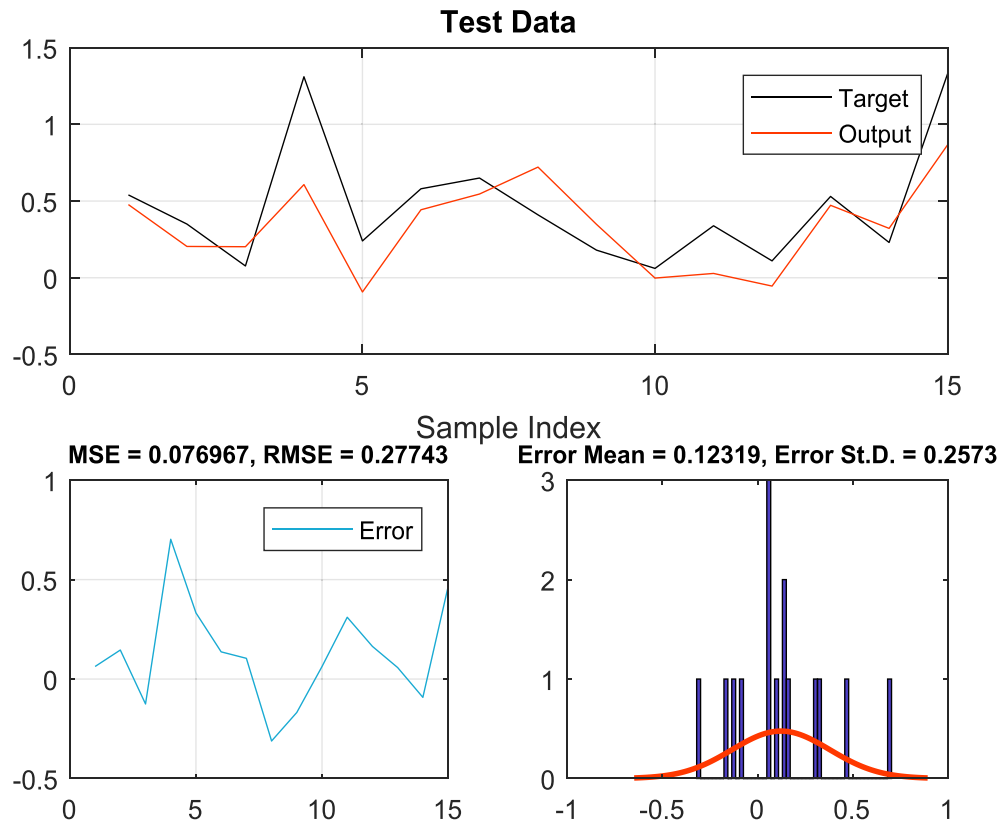 Test Data
1.5
1
0.5
0
-0.5
Target
Output
0 5 10 15
Sample Index
MSE = 0.076967, RMSE = 0.27743
1
0.5
0
-0.5
Error
0 5 10 15
Error Mean = 0.12319, Error St.D. = 0.2573
3
2
1
0
-1 -0.5 0 0.5 1